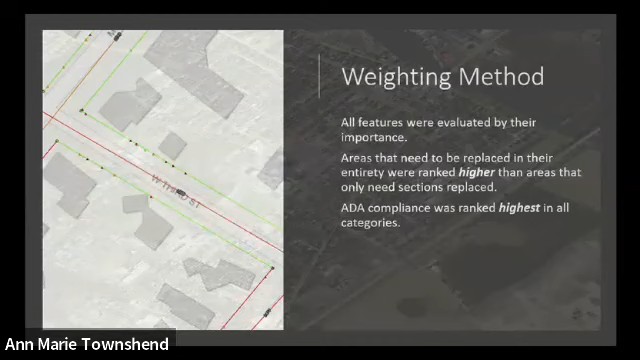 Weighting Method
All features were evaluated by their
importance.
Areas that need to be replaced in their
entirety were ranked higher than areas that
only need sections replaced.
ADA compliance was ranked highest in all
categories.
W THIRD ST
Ann Marie Townshend